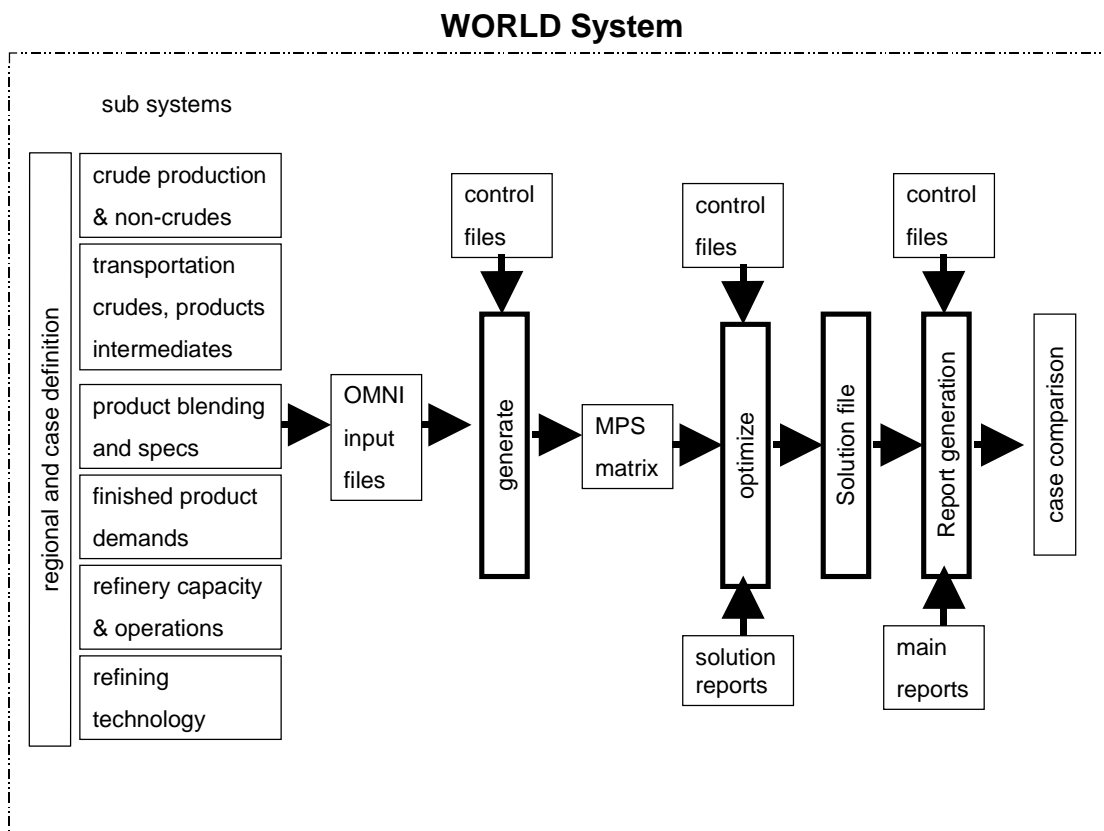 WORLD System
sub systems
regional and case definition
crude production
& non-crudes
transportation
crudes, products
intermediates
product blending
and specs
finished product
demands
refinery capacity
& operations
refining
technology
OMNI
input
files
control
files
generate
MPS
matrix
control
files
optimize
solution
reports
Solution file
control
files
Report generation
main
reports
case comparison